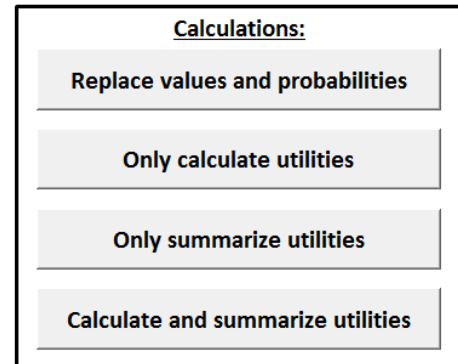 Calculations:
Replace values and probabilities
Only calculate utilities
Only summarize utilities
Calculate and summarize utilities